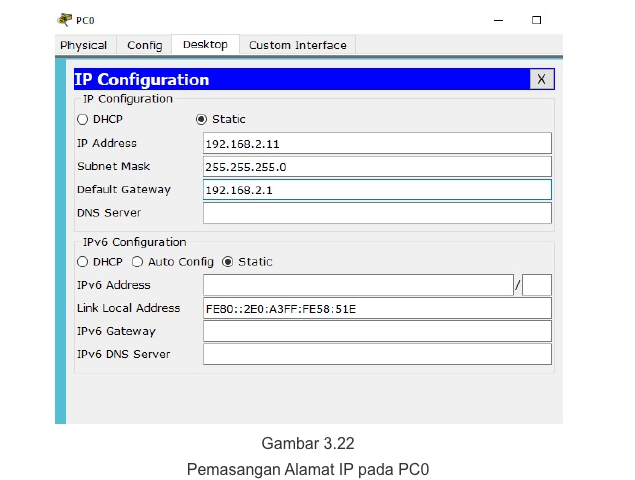 PC0
Physical Config Desktop Custom Interface
IP Configuration X
IP Configuration
DHCP Static
IP Address 192.168.2.11
Subnet Mask 255.255.255.0
Default Gateway 192.168.2.1
DNS Server
IPv6 Configuration
DHCP Auto Config Static
IPv6 Address /
Link Local Address FE80::2E0:A3FF:FE58:51E
IPv6 Gateway
IPv6 DNS Server
Gambar 3.22
Pemasangan Alamat IP pada PC0